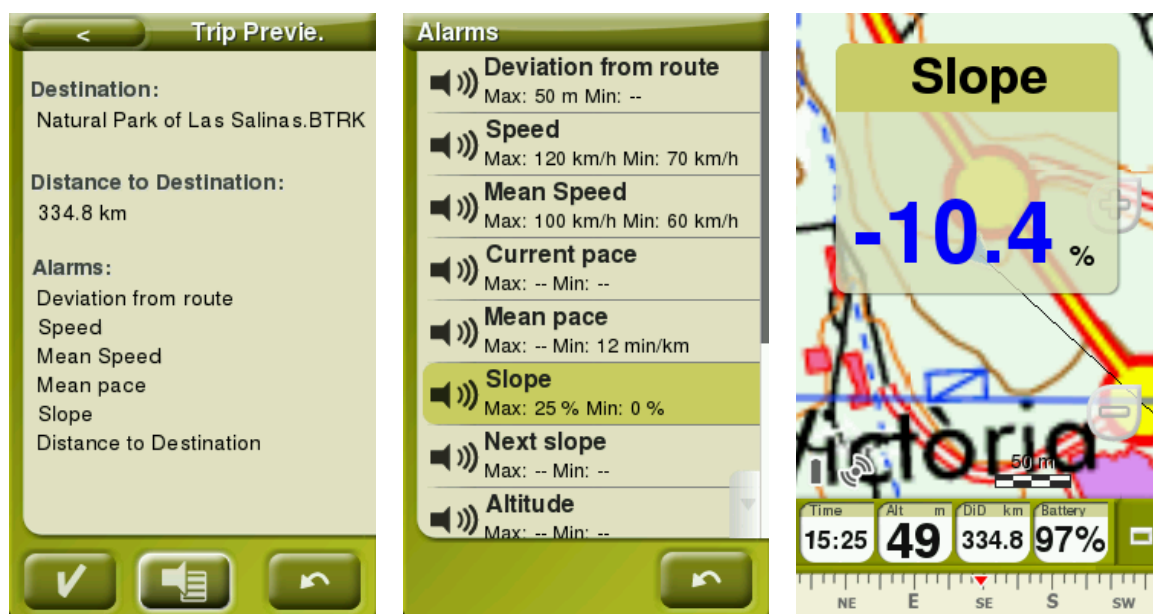 <
Trip Previe.
Destination:
Natural Park of Las Salinas.BTRK
Distance to Destination:
334.8 km
Alarms:
Deviation from route
Speed
Mean Speed
Mean pace
Slope
Distance to Destination
Alarms
Deviation from route
Max: 50 m Min: --
Speed
Max: 120 km/h Min: 70 km/h
Mean Speed
Max: 100 km/h Min: 60 km/h
Current pace
Max: -- Min: --
Mean pace
Max: -- Min: 12 min/km
Slope
Max: 25 % Min: 0 %
Next slope
Max: -- Min: --
Altitude
Max: -- Min: --
Slope
-10.4 %
Victoria
50 m
Time Alt m DiD km Battery
15:25 49 334.8 97%
NE E SE S SW